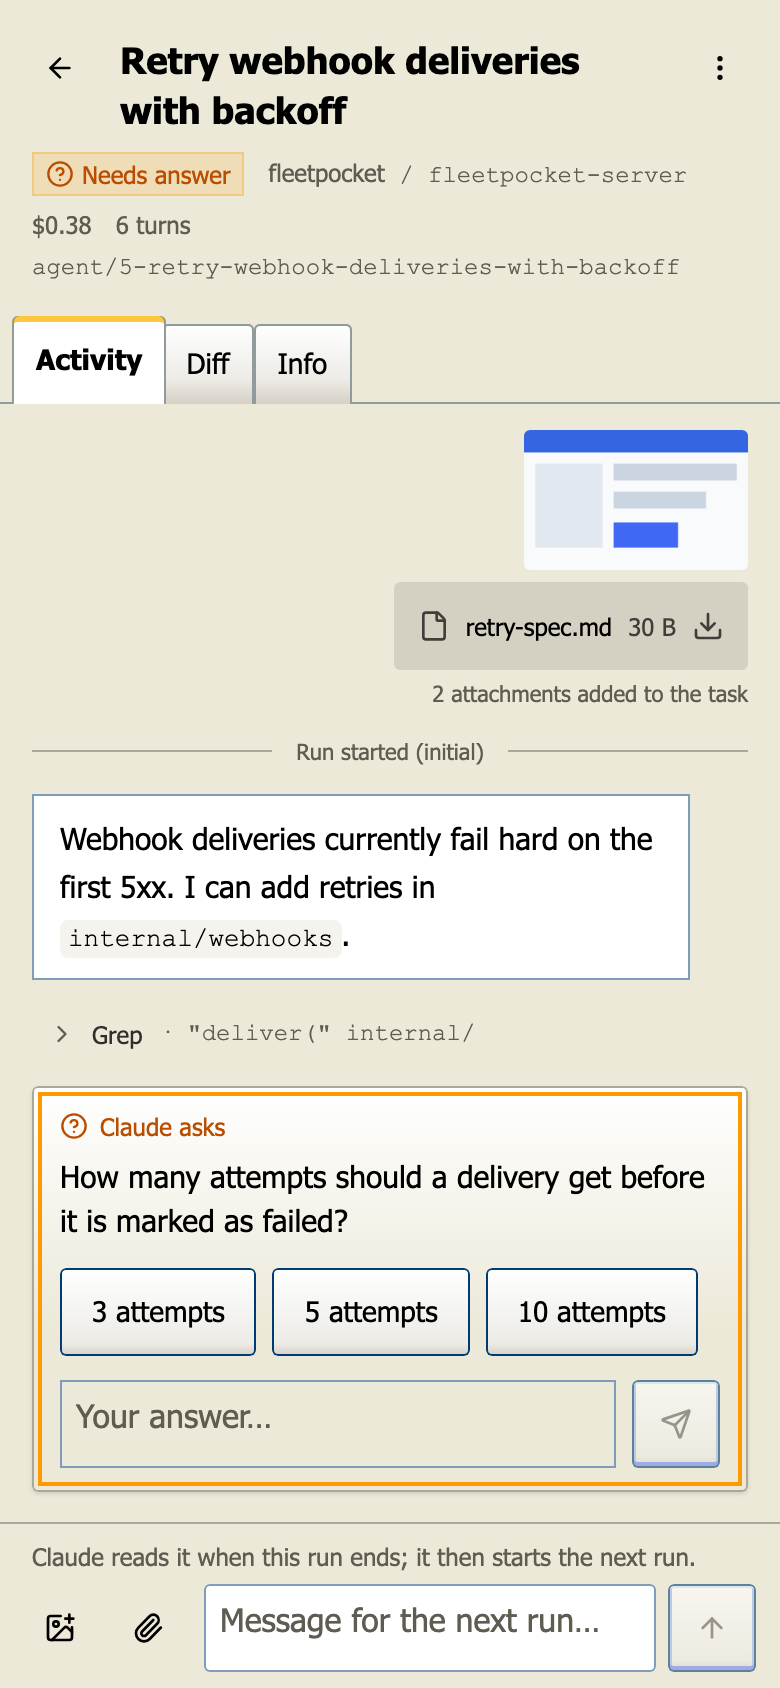 Retry webhook deliveries
with backoff
Needs answer fleetpocket / fleetpocket-server
$0.38 6 turns
agent/5-retry-webhook-deliveries-with-backoff
Activity Diff Info
retry-spec.md 30 B
2 attachments added to the task
Run started (initial)
Webhook deliveries currently fail hard on the
first 5xx. I can add retries in
internal/webhooks.
Grep · "deliver(" internal/
Claude asks
How many attempts should a delivery get before
it is marked as failed?
3 attempts 5 attempts 10 attempts
Your answer...
Claude reads it when this run ends; it then starts the next run.
Message for the next run...